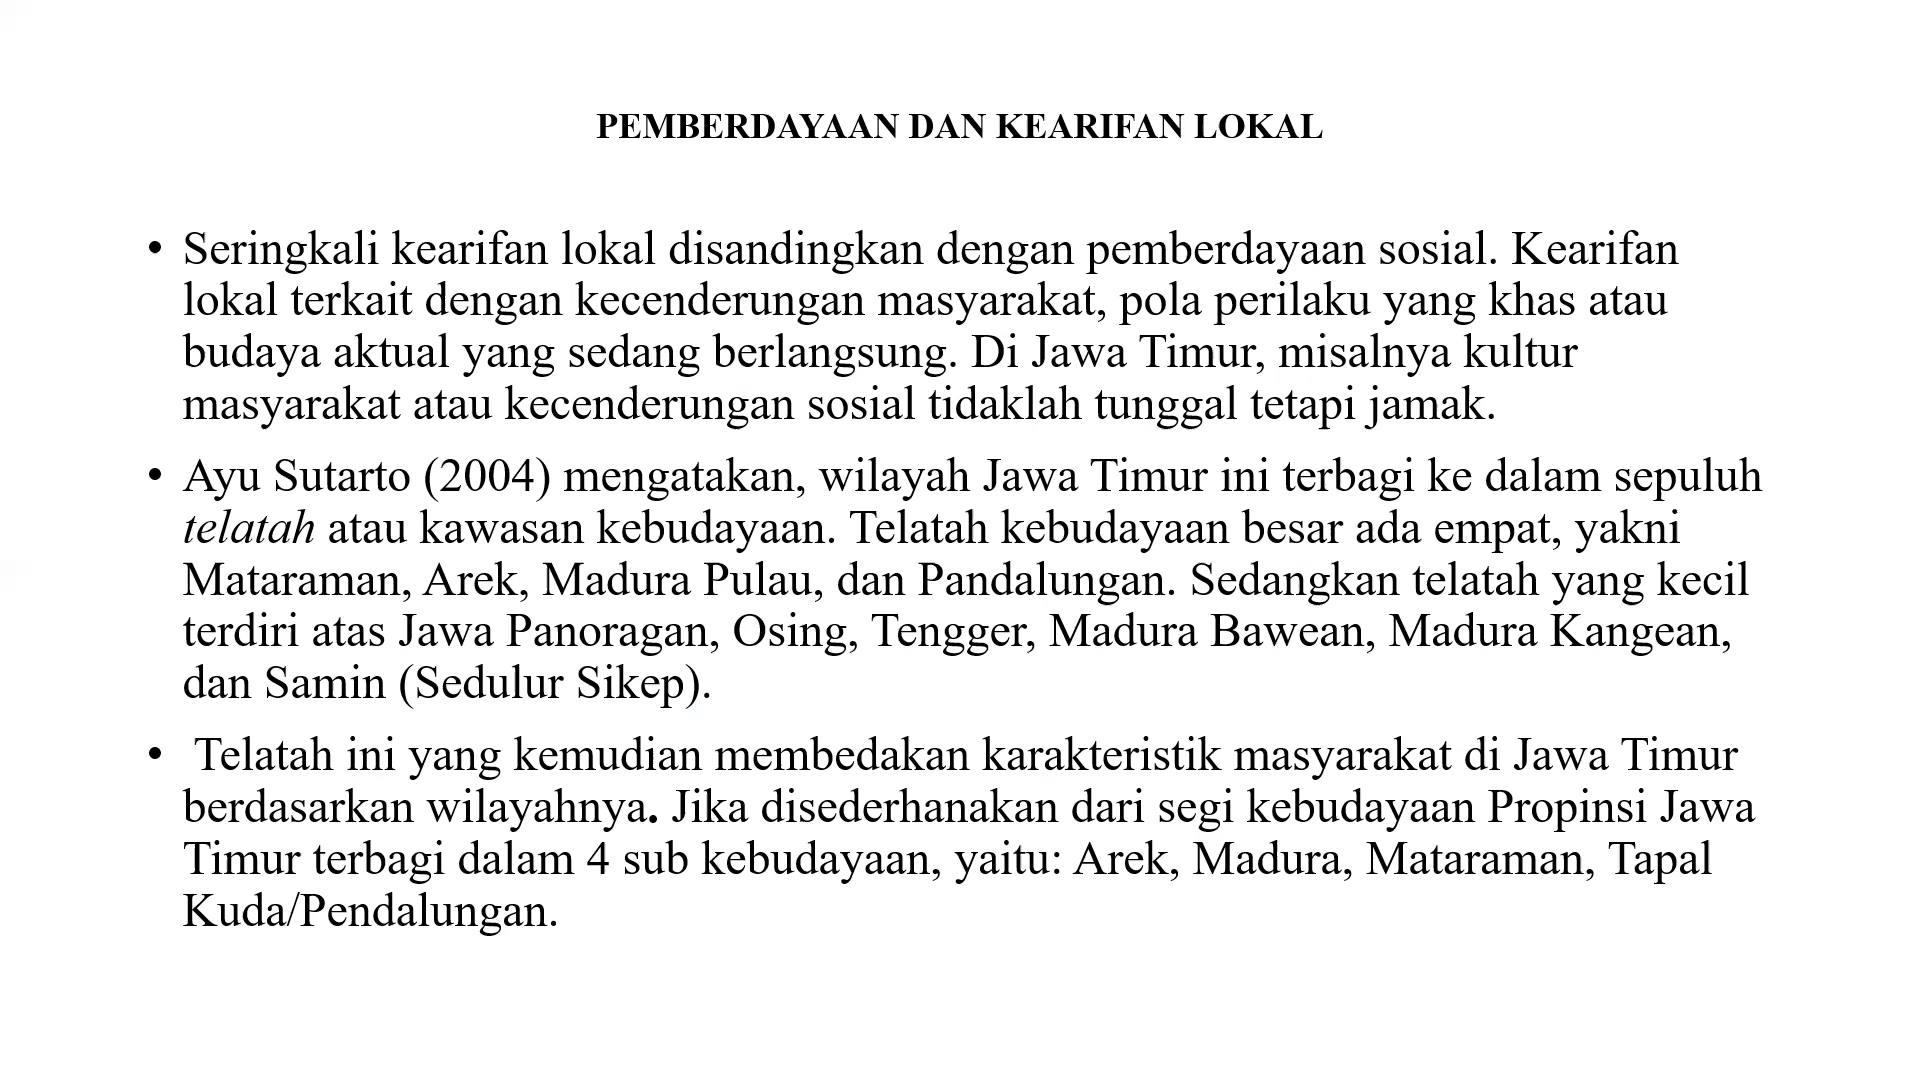 PEMBERDAYAAN DAN KEARIFAN LOKAL
• Seringkali kearifan lokal disandingkan dengan pemberdayaan sosial. Kearifan
lokal terkait dengan kecenderungan masyarakat, pola perilaku yang khas atau
budaya aktual yang sedang berlangsung. Di Jawa Timur, misalnya kultur
masyarakat atau kecenderungan sosial tidaklah tunggal tetapi jamak.
• Ayu Sutarto (2004) mengatakan, wilayah Jawa Timur ini terbagi ke dalam sepuluh
telatah atau kawasan kebudayaan. Telatah kebudayaan besar ada empat, yakni
Mataraman, Arek, Madura Pulau, dan Pandalungan. Sedangkan telatah yang kecil
terdiri atas Jawa Panoragan, Osing, Tengger, Madura Bawean, Madura Kangean,
dan Samin (Sedulur Sikep).
• Telatah ini yang kemudian membedakan karakteristik masyarakat di Jawa Timur
berdasarkan wilayahnya. Jika disederhanakan dari segi kebudayaan Propinsi Jawa
Timur terbagi dalam 4 sub kebudayaan, yaitu: Arek, Madura, Mataraman, Tapal
Kuda/Pendalungan.